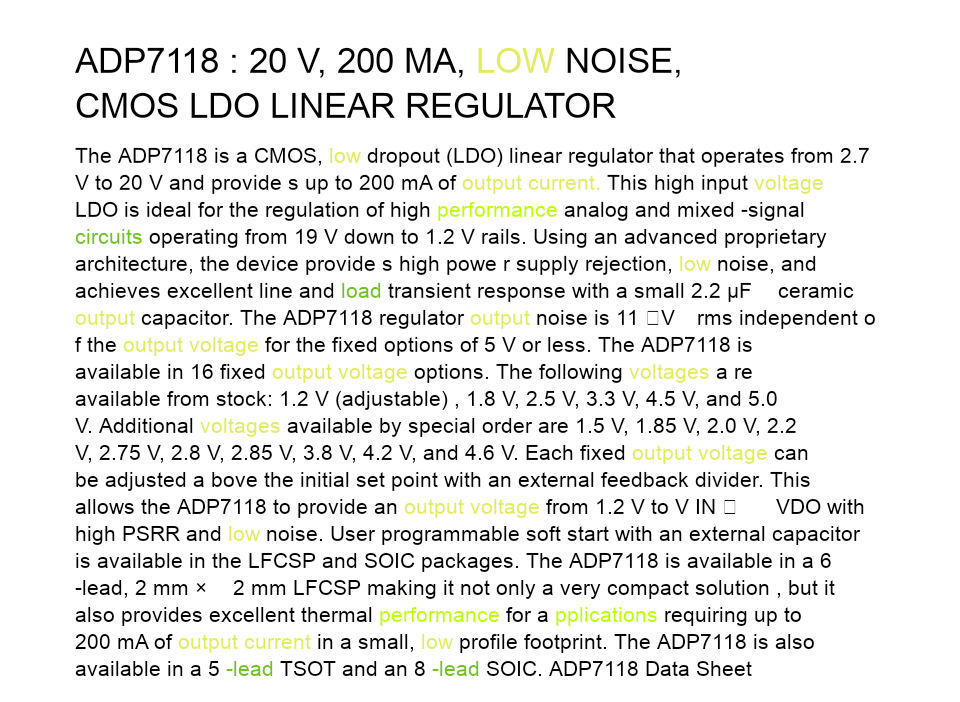 ADP7118 : 20 V, 200 MA, LOW NOISE,
CMOS LDO LINEAR REGULATOR
The ADP7118 is a CMOS, low dropout (LDO) linear regulator that operates from 2.7
V to 20 V and provide s up to 200 mA of output current. This high input voltage
LDO is ideal for the regulation of high performance analog and mixed -signal
circuits operating from 19 V down to 1.2 V rails. Using an advanced proprietary
architecture, the device provide s high powe r supply rejection, low noise, and
achieves excellent line and load transient response with a small 2.2 µF ceramic
output capacitor. The ADP7118 regulator output noise is 11 □V rms independent o
f the output voltage for the fixed options of 5 V or less. The ADP7118 is
available in 16 fixed output voltage options. The following voltages a re
available from stock: 1.2 V (adjustable) , 1.8 V, 2.5 V, 3.3 V, 4.5 V, and 5.0
V. Additional voltages available by special order are 1.5 V, 1.85 V, 2.0 V, 2.2
V, 2.75 V, 2.8 V, 2.85 V, 3.8 V, 4.2 V, and 4.6 V. Each fixed output voltage can
be adjusted a bove the initial set point with an external feedback divider. This
allows the ADP7118 to provide an output voltage from 1.2 V to V IN □ VDO with
high PSRR and low noise. User programmable soft start with an external capacitor
is available in the LFCSP and SOIC packages. The ADP7118 is available in a 6
-lead, 2 mm × 2 mm LFCSP making it not only a very compact solution , but it
also provides excellent thermal performance for a pplications requiring up to
200 mA of output current in a small, low profile footprint. The ADP7118 is also
available in a 5 -lead TSOT and an 8 -lead SOIC. ADP7118 Data Sheet